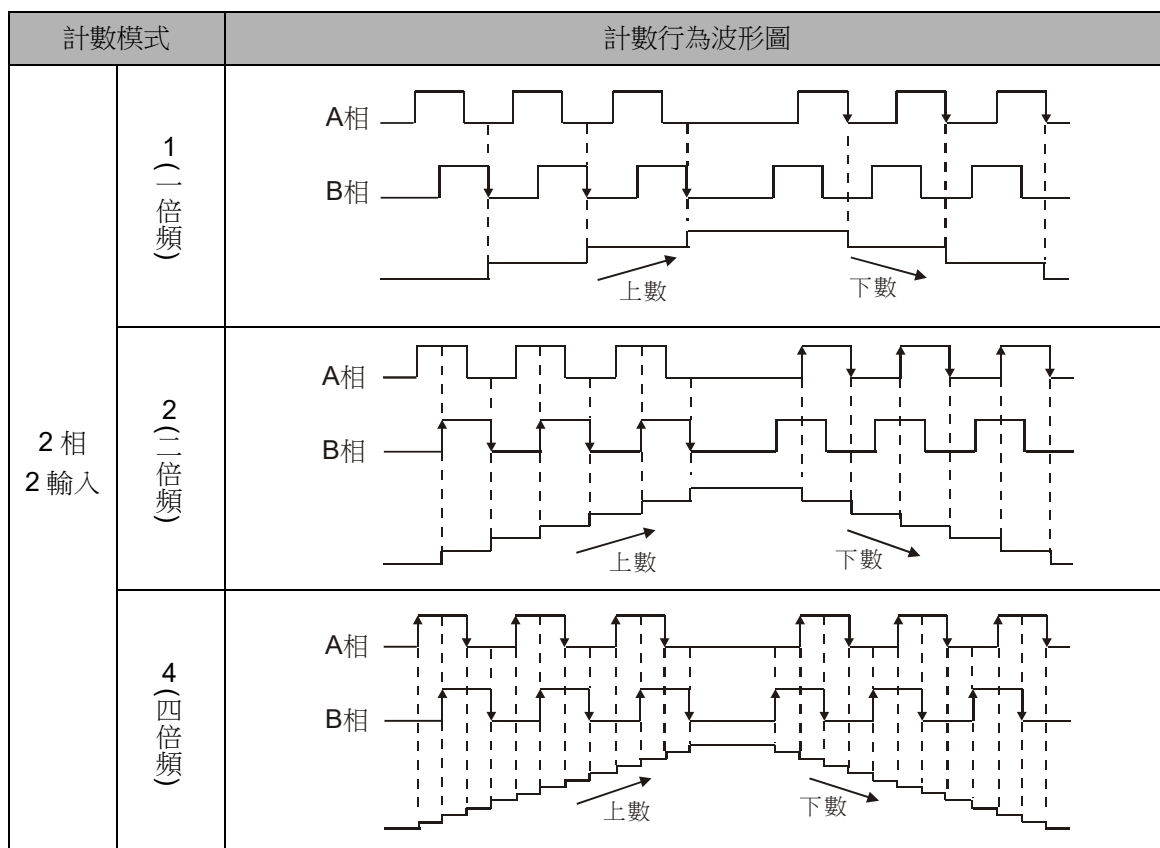 計數模式
計數行為波形圖
2 相
2 輸入
1
(一倍頻)
A相
B相
上數
下數
2
(二倍頻)
A相
B相
上數
下數
4
(四倍頻)
A相
B相
上數
下數